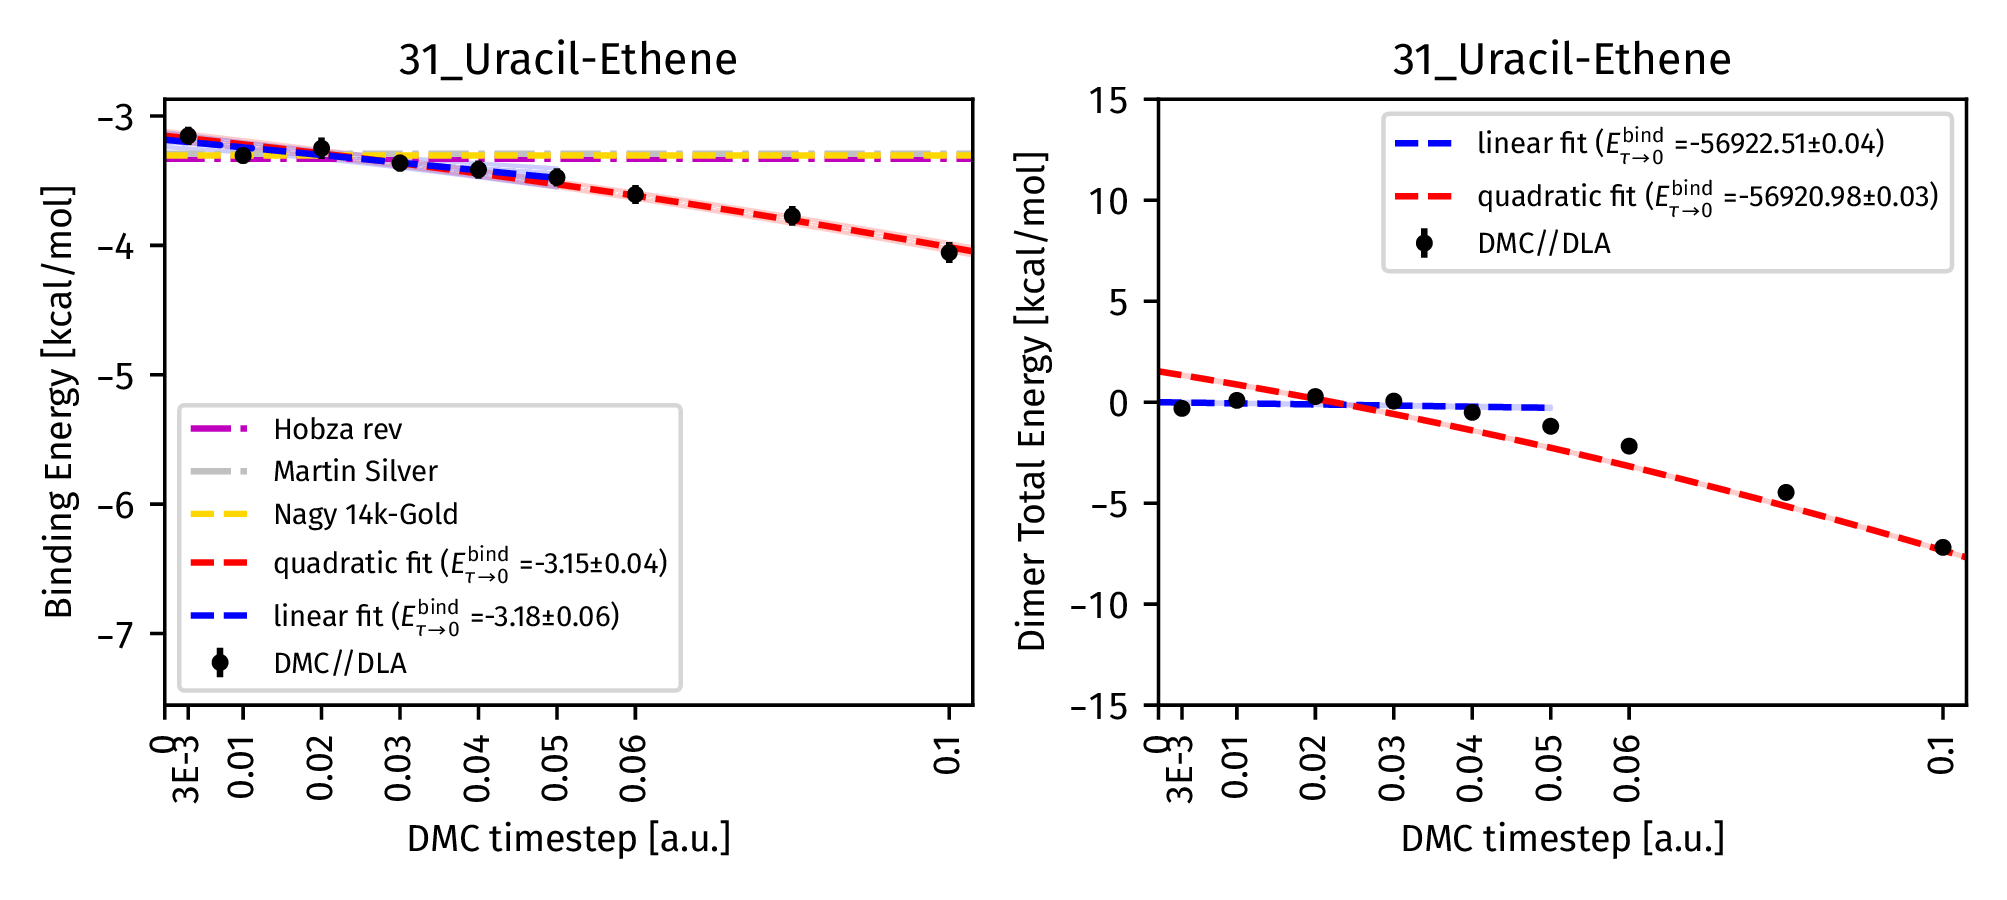 31_Uracil-Ethene
Binding Energy [kcal/mol]
−3
−4
−5
−6
−7
Hobza rev
Martin Silver
Nagy 14k-Gold
quadratic fit (E^bind_τ→0 =-3.15±0.04)
linear fit (E^bind_τ→0 =-3.18±0.06)
DMC//DLA
0
3E-3
0.01
0.02
0.03
0.04
0.05
0.06
0.1
DMC timestep [a.u.]
31_Uracil-Ethene
Dimer Total Energy [kcal/mol]
15
10
5
0
−5
−10
−15
linear fit (E^bind_τ→0 =-56922.51±0.04)
quadratic fit (E^bind_τ→0 =-56920.98±0.03)
DMC//DLA
0
3E-3
0.01
0.02
0.03
0.04
0.05
0.06
0.1
DMC timestep [a.u.]